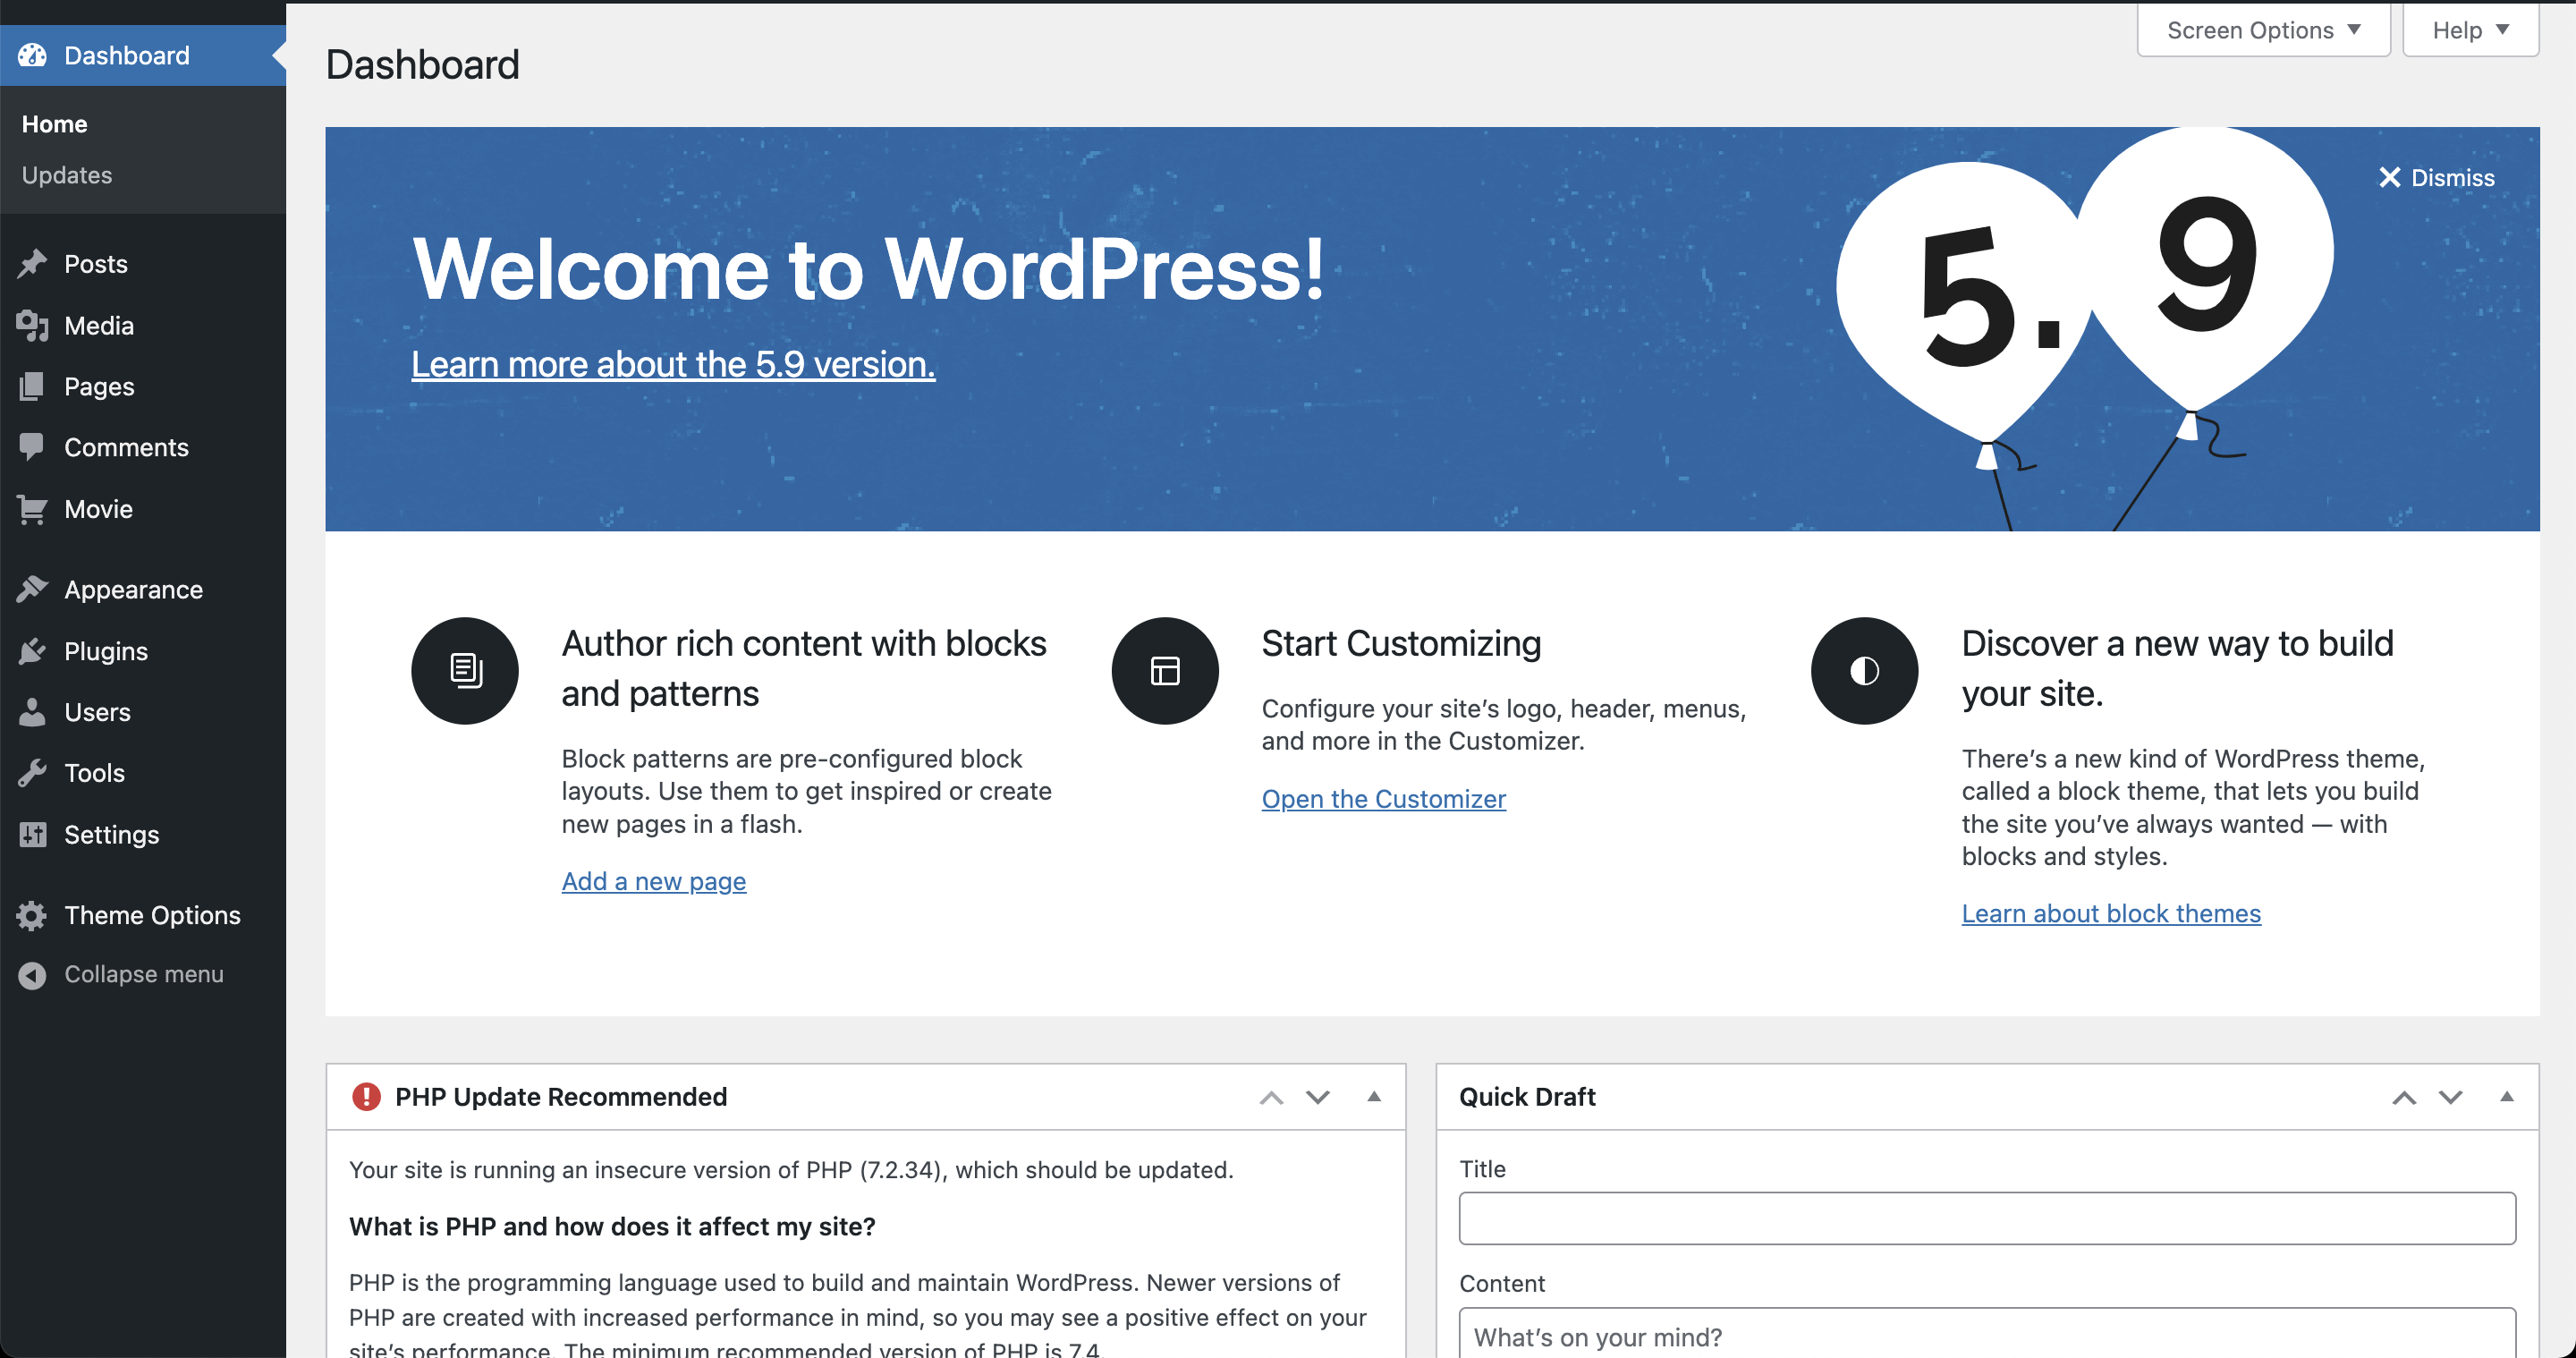 Dashboard
Home
Updates
Posts
Media
Pages
Comments
Movie
Appearance
Plugins
Users
Tools
Settings
Theme Options
Collapse menu
Screen Options
Help
Dashboard
Dismiss
Welcome to WordPress!
Learn more about the 5.9 version.
5.9
Author rich content with blocks
and patterns
Block patterns are pre-configured block
layouts. Use them to get inspired or create
new pages in a flash.
Add a new page
Start Customizing
Configure your site’s logo, header, menus,
and more in the Customizer.
Open the Customizer
Discover a new way to build
your site.
There’s a new kind of WordPress theme,
called a block theme, that lets you build
the site you’ve always wanted — with
blocks and styles.
Learn about block themes
PHP Update Recommended
Your site is running an insecure version of PHP (7.2.34), which should be updated.
What is PHP and how does it affect my site?
PHP is the programming language used to build and maintain WordPress. Newer versions of
PHP are created with increased performance in mind, so you may see a positive effect on your
site’s performance. The minimum recommended version of PHP is 7.4.
Quick Draft
Title
Content
What’s on your mind?